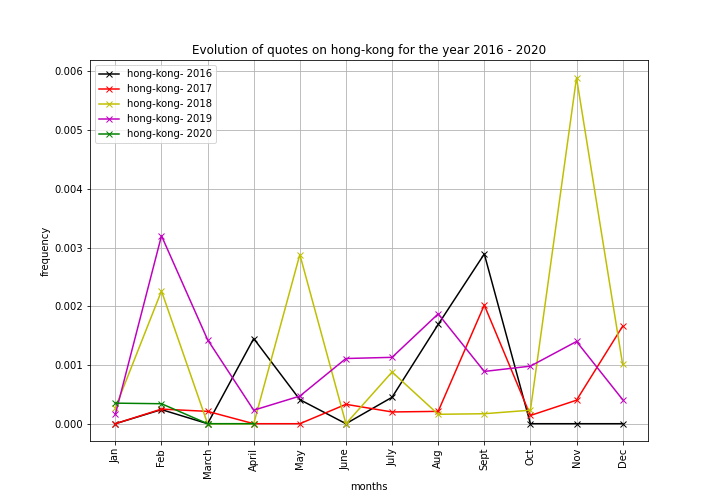 Evolution of quotes on hong-kong for the year 2016 - 2020
hong-kong- 2016
hong-kong- 2017
hong-kong- 2018
hong-kong- 2019
hong-kong- 2020
frequency
0.006
0.005
0.004
0.003
0.002
0.001
0.000
Jan
Feb
March
April
May
June
July
Aug
Sept
Oct
Nov
Dec
months